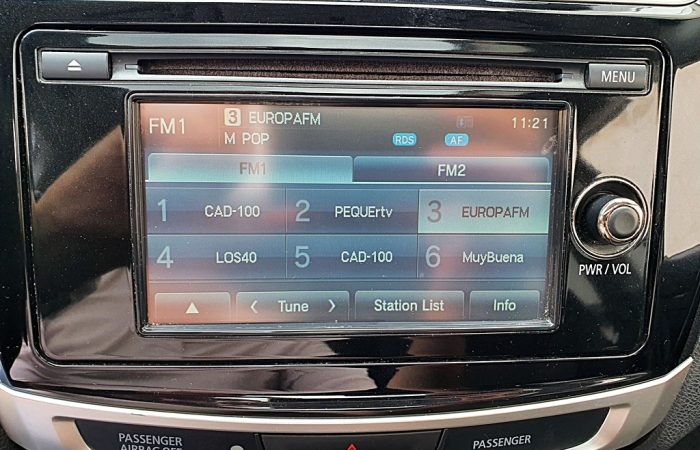 MENU
FM1
3 EUROPAFM
11:21
M POP
RDS AF
FM1 FM2
1 CAD-100 2 PEQUErtv 3 EUROPAFM
4 LOS40 5 CAD-100 6 MuyBuena
Tune Station List Info
PWR / VOL
PASSENGER
AIRBAG OFF
PASSENGER